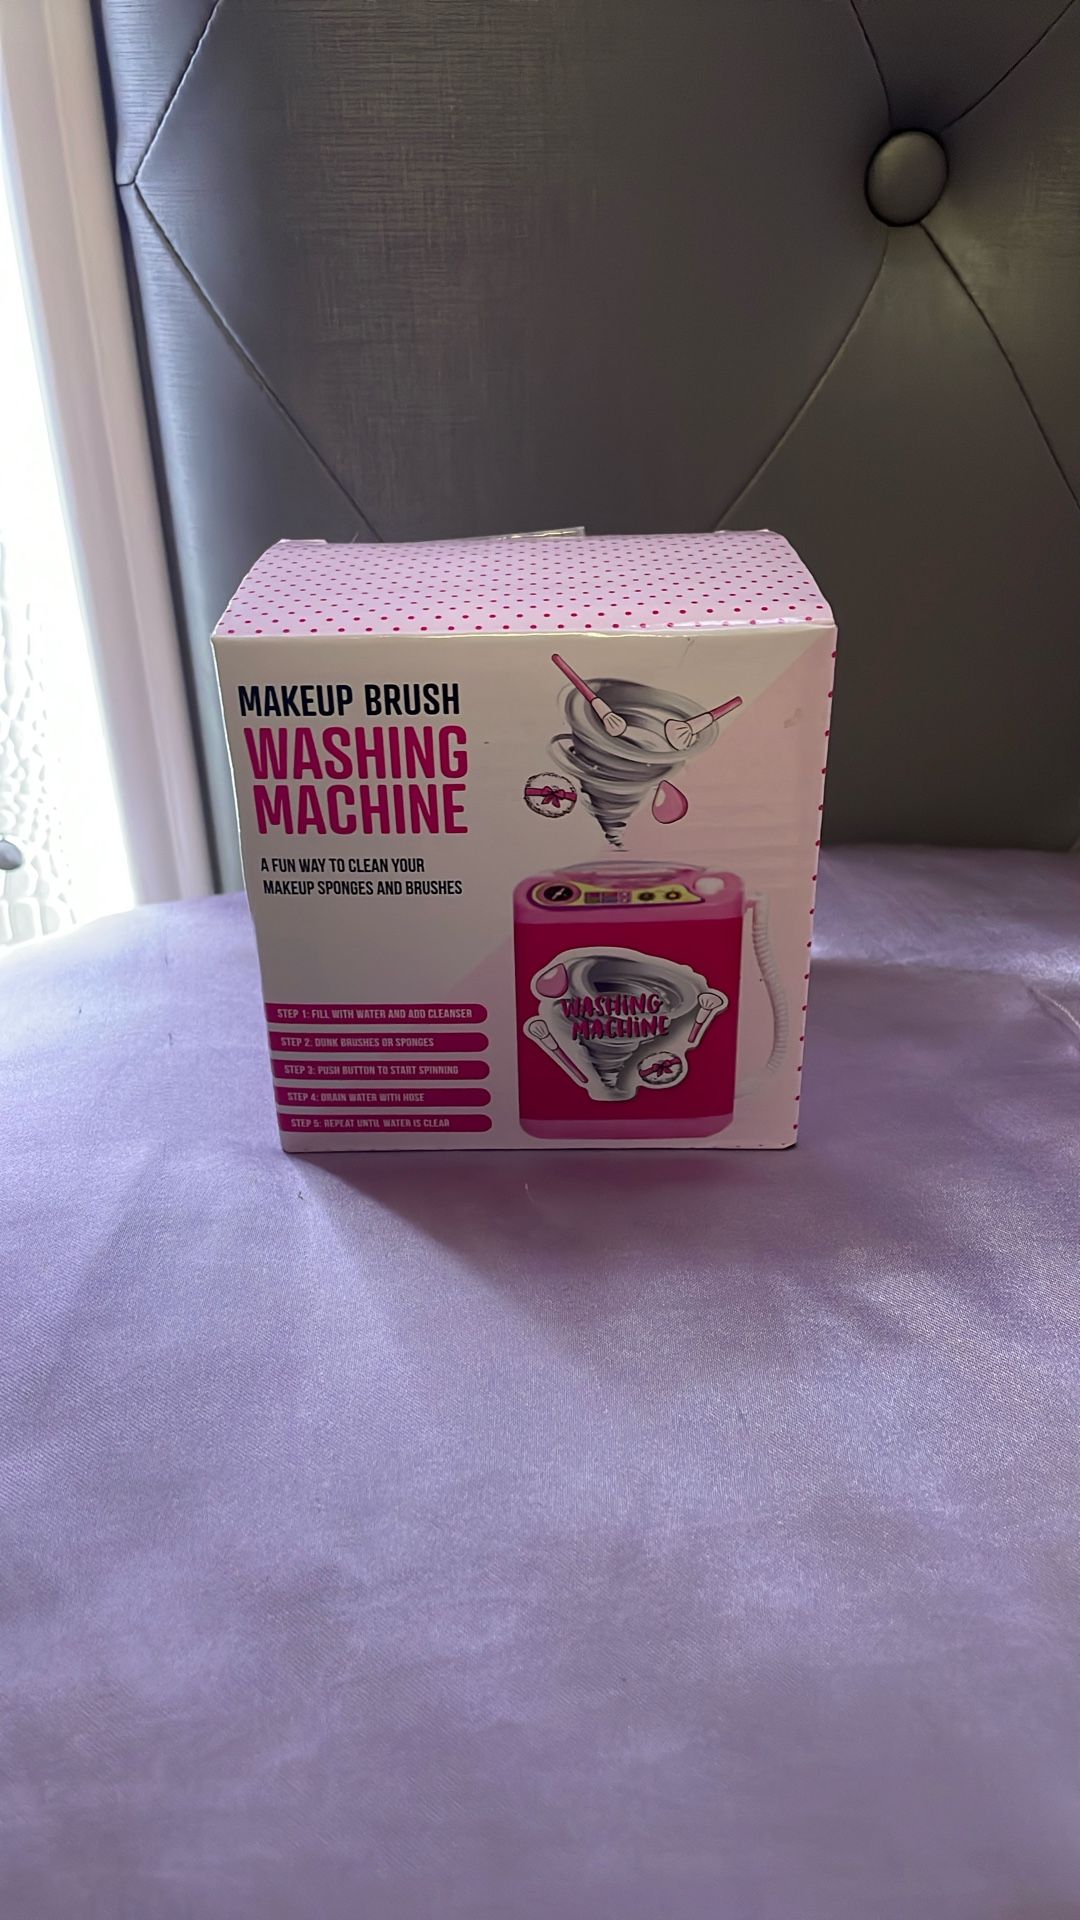 MAKEUP BRUSH
WASHING
MACHINE
A FUN WAY TO CLEAN YOUR
MAKEUP SPONGES AND BRUSHES
STEP 1: FILL WITH WATER AND ADD CLEANSER
STEP 2: DUNK BRUSHES OR SPONGES
STEP 3: PUSH BUTTON TO START SPINNING
STEP 4: DRAIN WATER WITH HOSE
STEP 5: REPEAT UNTIL WATER IS CLEAR
WASHING
MACHINE